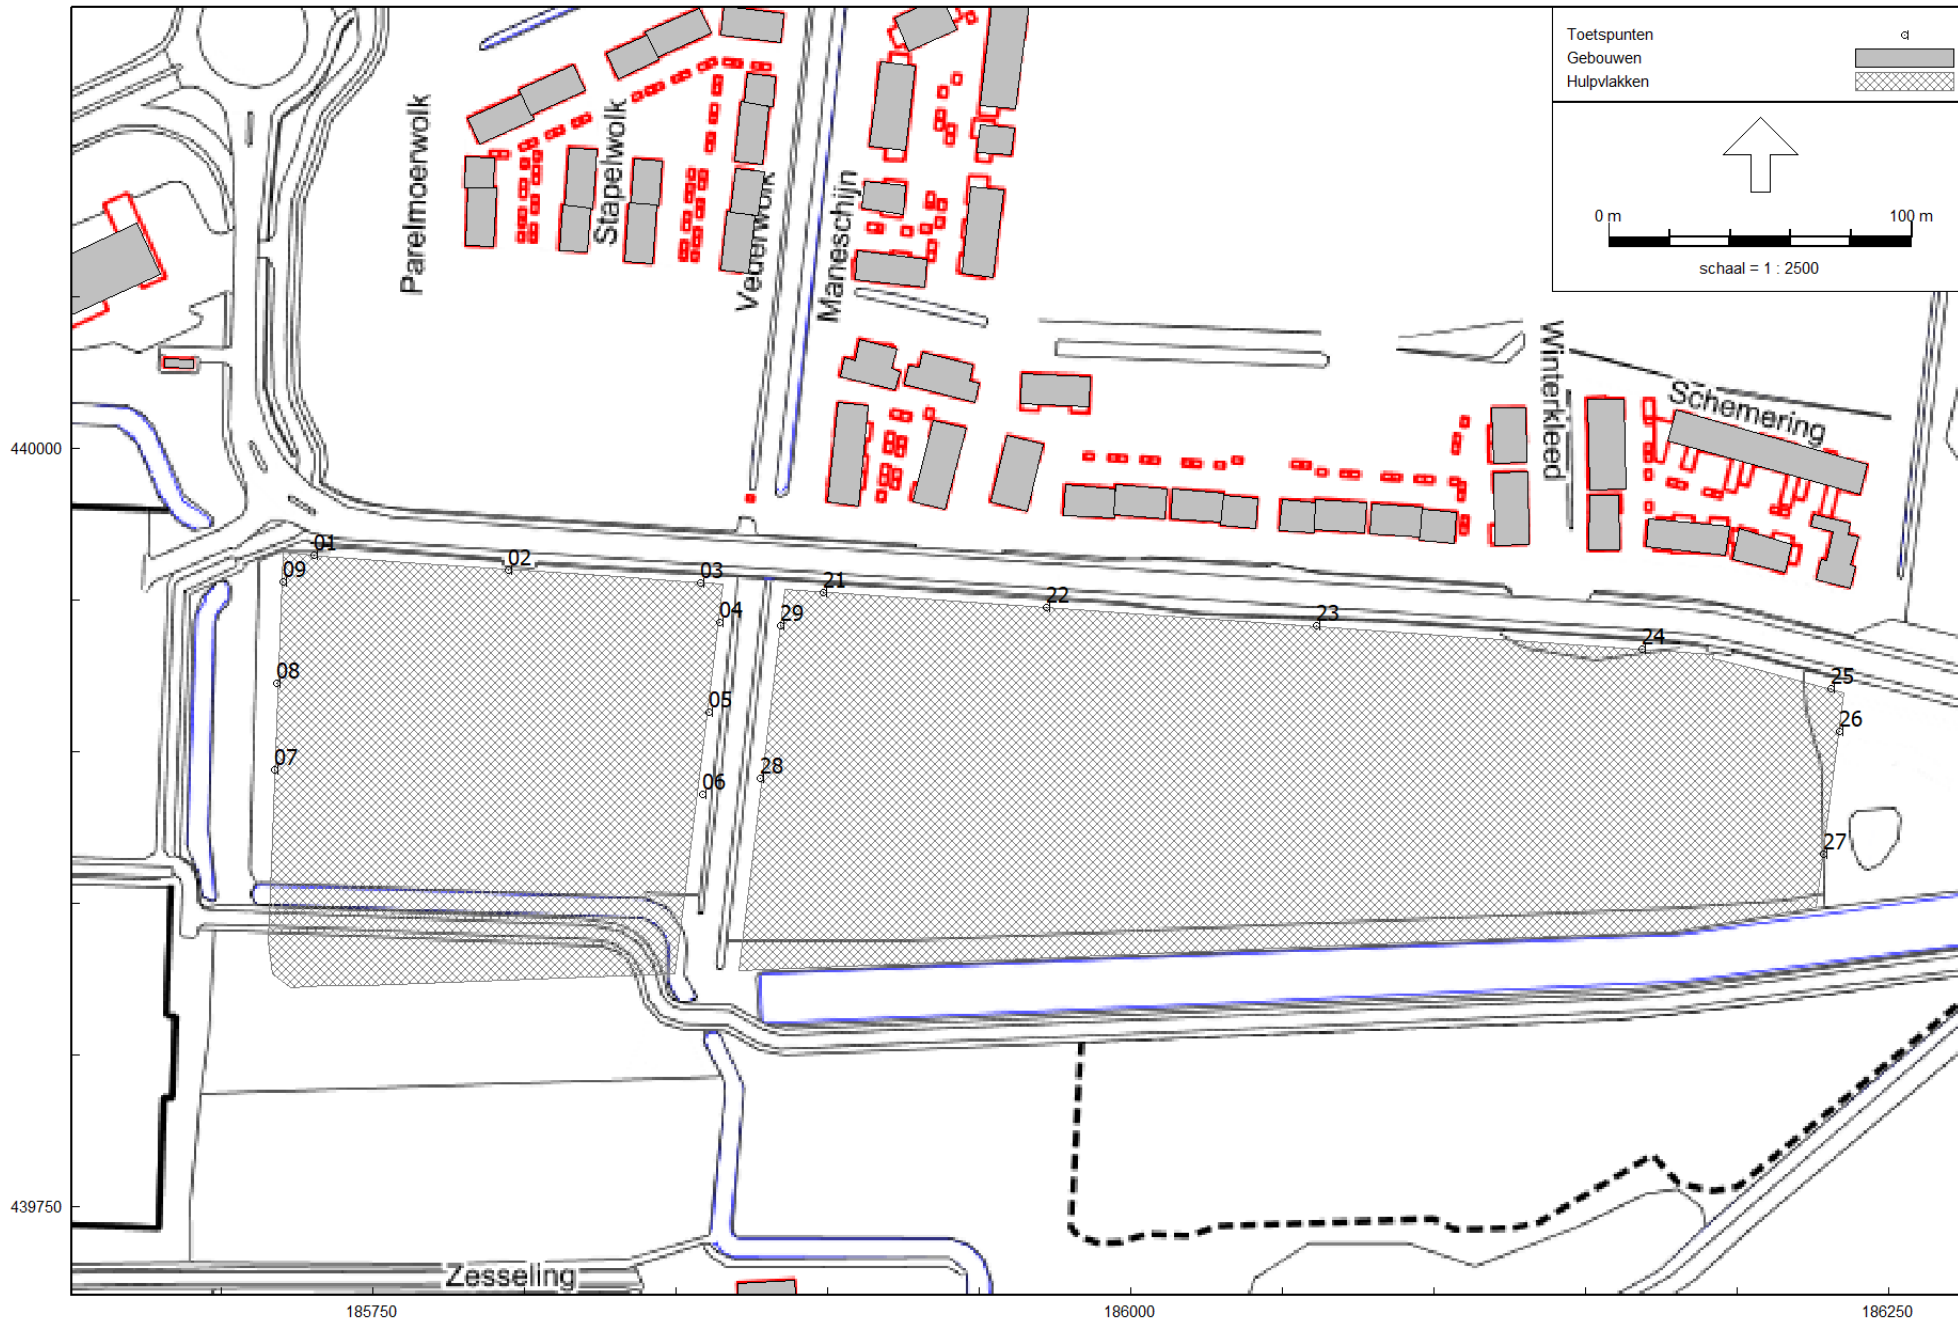 Toetspunten
Gebouwen
Hulpvlakken
0 m
100 m
schaal = 1 : 2500
Parelmoerwolk
Stapelwolk
Vederwolk
Maneschijn
Winterkleed
Schemering
440000
01
02
03
09
04
21
22
23
24
29
08
05
25
26
07
06
28
27
439750
Zesseling
185750
186000
186250